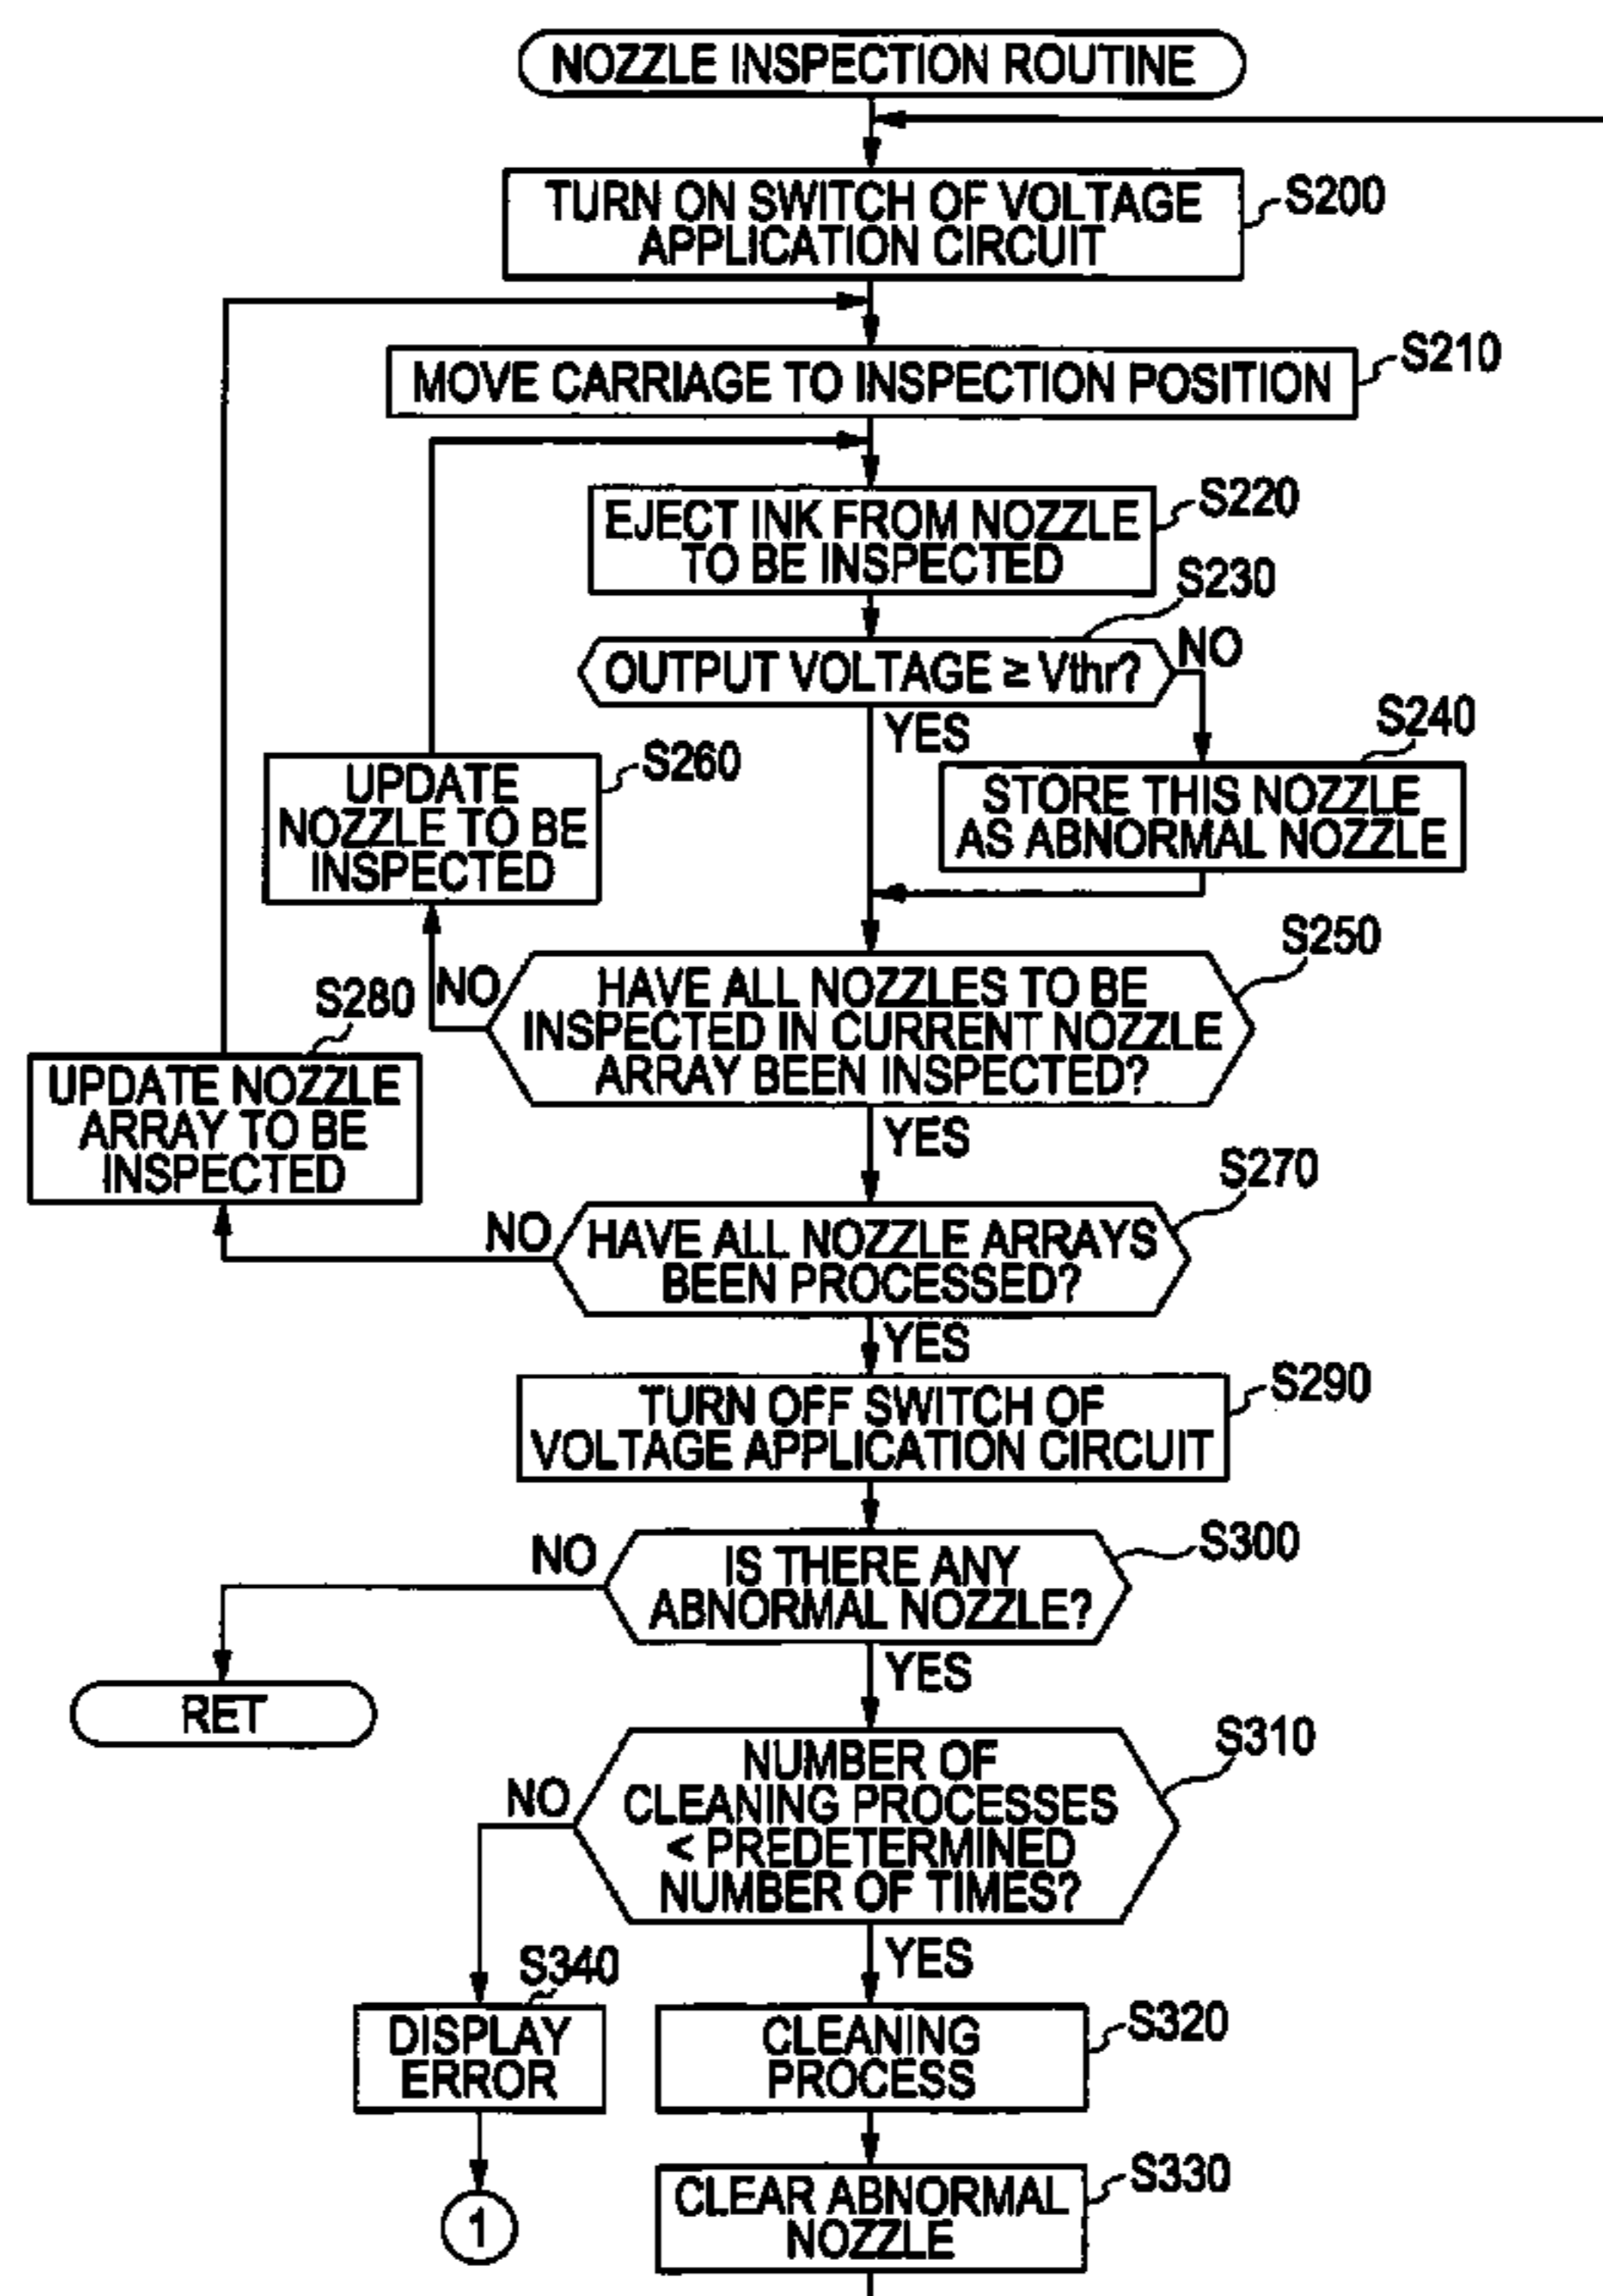 NOZZLE INSPECTION ROUTINE
TURN ON SWITCH OF VOLTAGE
APPLICATION CIRCUIT
S200
MOVE CARRIAGE TO INSPECTION POSITION
S210
EJECT INK FROM NOZZLE
TO BE INSPECTED
S220
S230
OUTPUT VOLTAGE ≥ Vthr?
NO
YES
S240
STORE THIS NOZZLE
AS ABNORMAL NOZZLE
S260
UPDATE
NOZZLE TO BE
INSPECTED
S250
HAVE ALL NOZZLES TO BE
INSPECTED IN CURRENT NOZZLE
ARRAY BEEN INSPECTED?
NO
YES
S280
UPDATE NOZZLE
ARRAY TO BE
INSPECTED
S270
HAVE ALL NOZZLE ARRAYS
BEEN PROCESSED?
NO
YES
TURN OFF SWITCH OF
VOLTAGE APPLICATION CIRCUIT
S290
IS THERE ANY
ABNORMAL NOZZLE?
S300
NO
YES
RET
NUMBER OF
CLEANING PROCESSES
< PREDETERMINED
NUMBER OF TIMES?
S310
NO
YES
S340
DISPLAY
ERROR
CLEANING
PROCESS
S320
1
CLEAR ABNORMAL
NOZZLE
S330